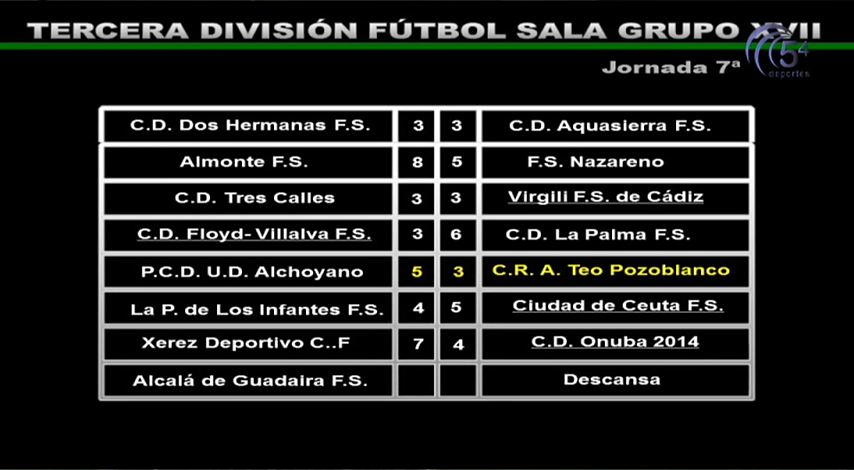 TERCERA DIVISIÓN FÚTBOL SALA GRUPO XVII
54
deportes
Jornada 7ª
C.D. Dos Hermanas F.S. 3 3 C.D. Aquasierra F.S.
Almonte F.S. 8 5 F.S. Nazareno
C.D. Tres Calles 3 3 Virgili F.S. de Cádiz
C.D. Floyd- Villalva F.S. 3 6 C.D. La Palma F.S.
P.C.D. U.D. Alchoyano 5 3 C.R. A. Teo Pozoblanco
La P. de Los Infantes F.S. 4 5 Ciudad de Ceuta F.S.
Xerez Deportivo C..F 7 4 C.D. Onuba 2014
Alcalá de Guadaira F.S. Descansa